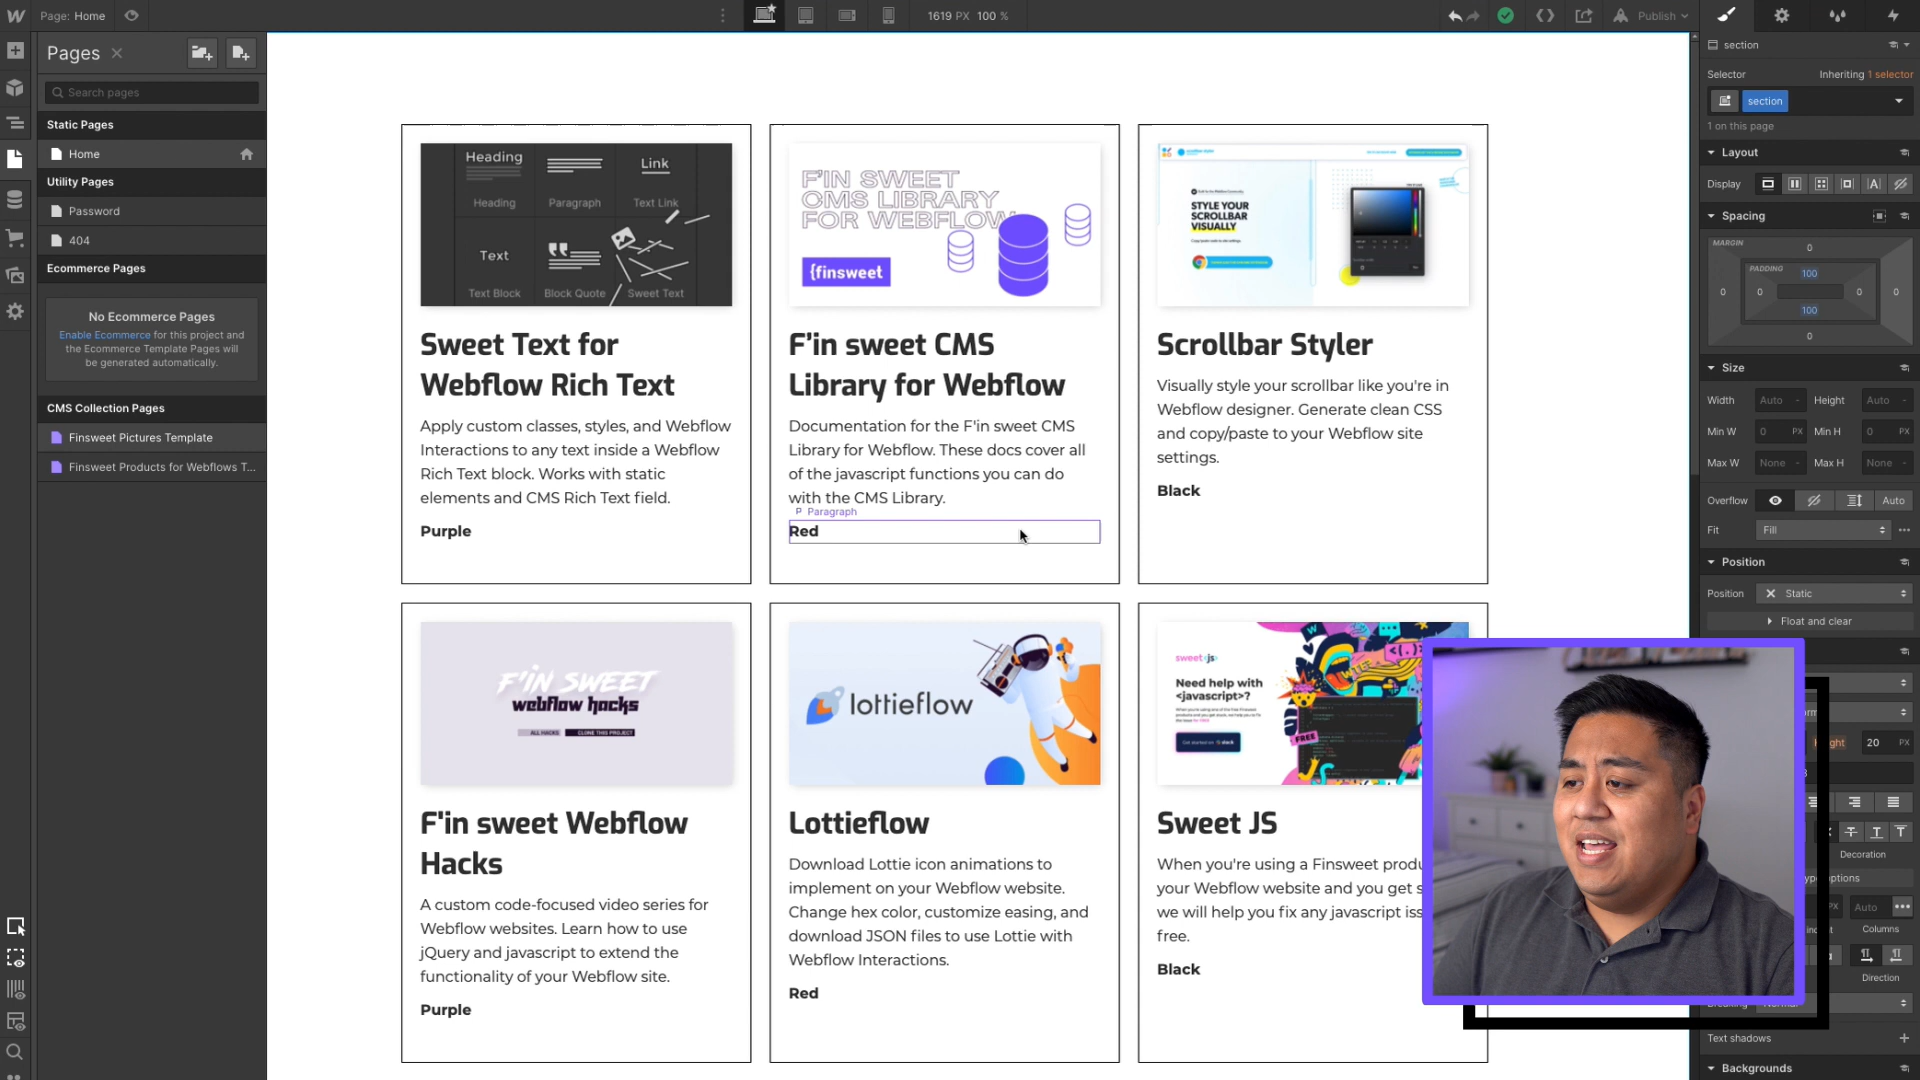 Page: Home
1619 PX 100 %
Publish
Pages
Search pages
Static Pages
Home
Utility Pages
Password
404
Ecommerce Pages
No Ecommerce Pages
Enable Ecommerce for this project and
the Ecommerce Template Pages will
be generated automatically.
CMS Collection Pages
Finsweet Pictures Template
Finsweet Products for Webflows T...
Heading
Link
Heading
Paragraph
Text Link
Text
Text Block
Block Quote
Sweet Text
Sweet Text for
Webflow Rich Text
Apply custom classes, styles, and Webflow
Interactions to any text inside a Webflow
Rich Text block. Works with static
elements and CMS Rich Text field.
Purple
F'IN SWEET
CMS LIBRARY
FOR WEBFLOW
{finsweet
F'in sweet CMS
Library for Webflow
Documentation for the F'in sweet CMS
Library for Webflow. These docs cover all
of the javascript functions you can do
with the CMS Library.
P Paragraph
Red
STYLE YOUR
SCROLLBAR
VISUALLY
Scrollbar Styler
Visually style your scrollbar like you're in
Webflow designer. Generate clean CSS
and copy/paste to your Webflow site
settings.
Black
F'IN SWEET
webflow hacks
ALL HACKS
CLONE THIS PROJECT
F'in sweet Webflow
Hacks
A custom code-focused video series for
Webflow websites. Learn how to use
jQuery and javascript to extend the
functionality of your Webflow site.
Purple
lottieflow
Lottieflow
Download Lottie icon animations to
implement on your Webflow website.
Change hex color, customize easing, and
download JSON files to use Lottie with
Webflow Interactions.
Red
sweet js
Need help with
<javascript>?
FREE
Sweet JS
When you're using a Finsweet produ
your Webflow website and you get s
we will help you fix any javascript iss
free.
Black
section
Selector
Inheriting 1 selector
section
1 on this page
Layout
Display
Spacing
MARGIN
0
PADDING
100
0
0
0
0
100
0
Size
Width Auto -
Height Auto -
Min W 0 PX
Min H 0 PX
Max W None -
Max H None -
Overflow
Auto
Fit
Fill
Position
Position
Static
Float and clear
20 PX
Decoration
Auto
Columns
Direction
Text shadows
Backgrounds